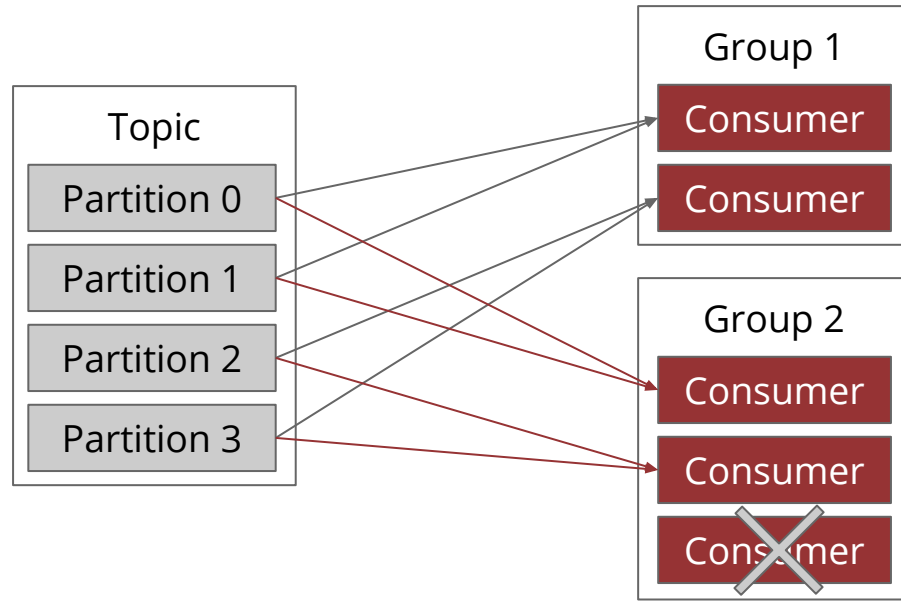 Topic
Partition 0
Partition 1
Partition 2
Partition 3
Group 1
Consumer
Consumer
Group 2
Consumer
Consumer
Consumer